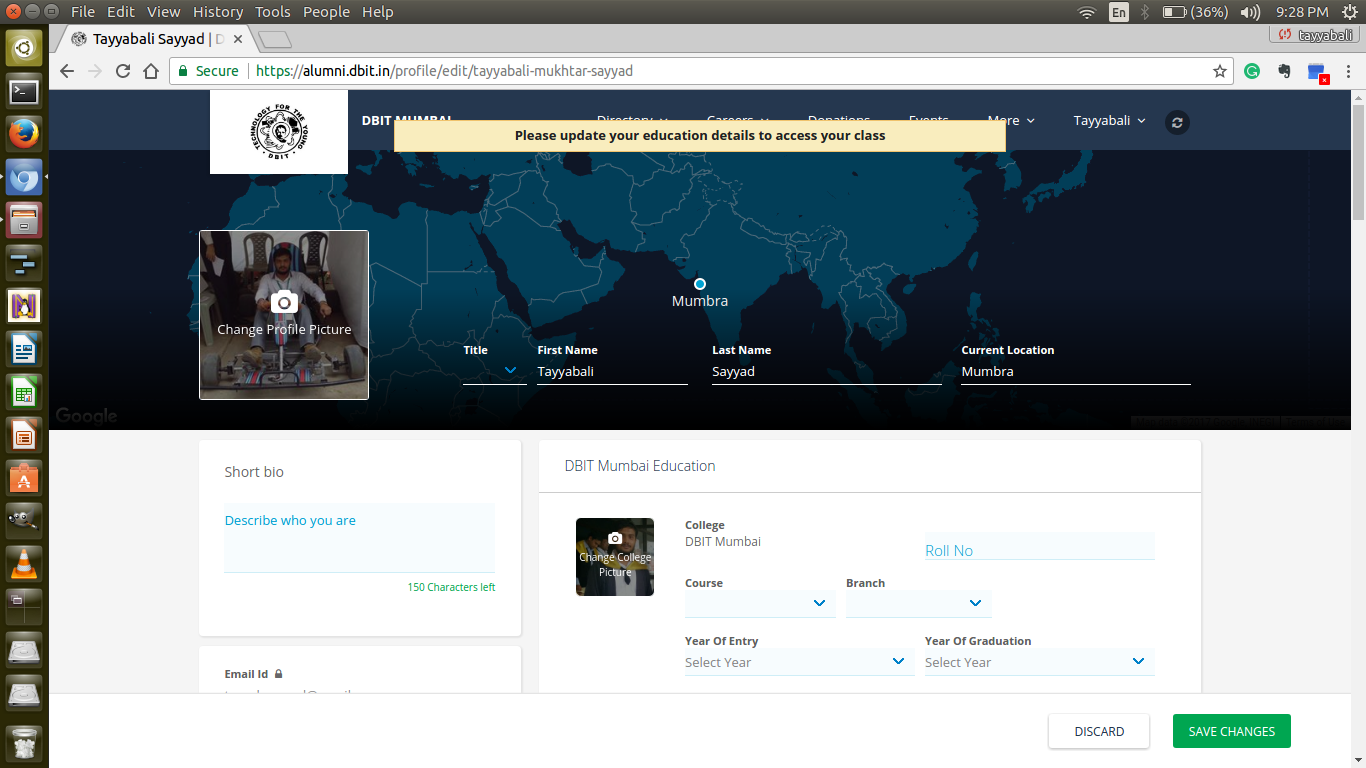 File Edit View History Tools People Help
En
(36%)
9:28 PM
Tayyabali Sayyad | D
tayyabali
Secure
https://alumni.dbit.in/profile/edit/tayyabali-mukhtar-sayyad
TECHNOLOGY FOR THE YOUNG
DBIT
DBIT MUMBAI Directory Careers Donations Events More Tayyabali
Please update your education details to access your class
Change Profile Picture
Mumbra
Title First Name Last Name Current Location
Tayyabali Sayyad Mumbra
Google
Short bio
Describe who you are
150 Characters left
Email Id
DBIT Mumbai Education
Change College
Picture
College
DBIT Mumbai
Roll No
Course Branch
Year Of Entry Year Of Graduation
Select Year Select Year
DISCARD SAVE CHANGES